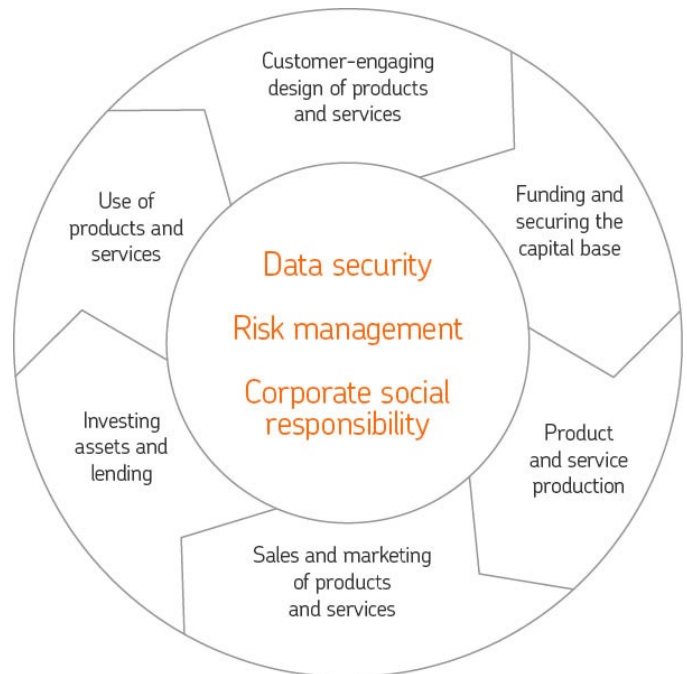 Customer-engaging
design of products
and services
Funding and
securing the
capital base
Product
and service
production
Sales and marketing
of products
and services
Investing
assets and
lending
Use of
products and
services
Data security
Risk management
Corporate social
responsibility